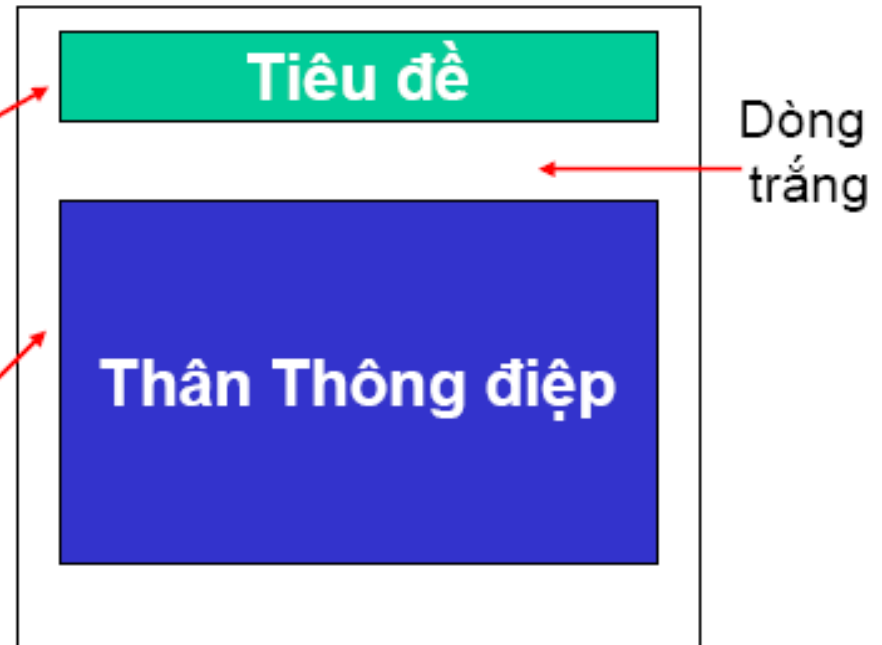 Tiêu đề
Dòng
trắng
Thân Thông điệp